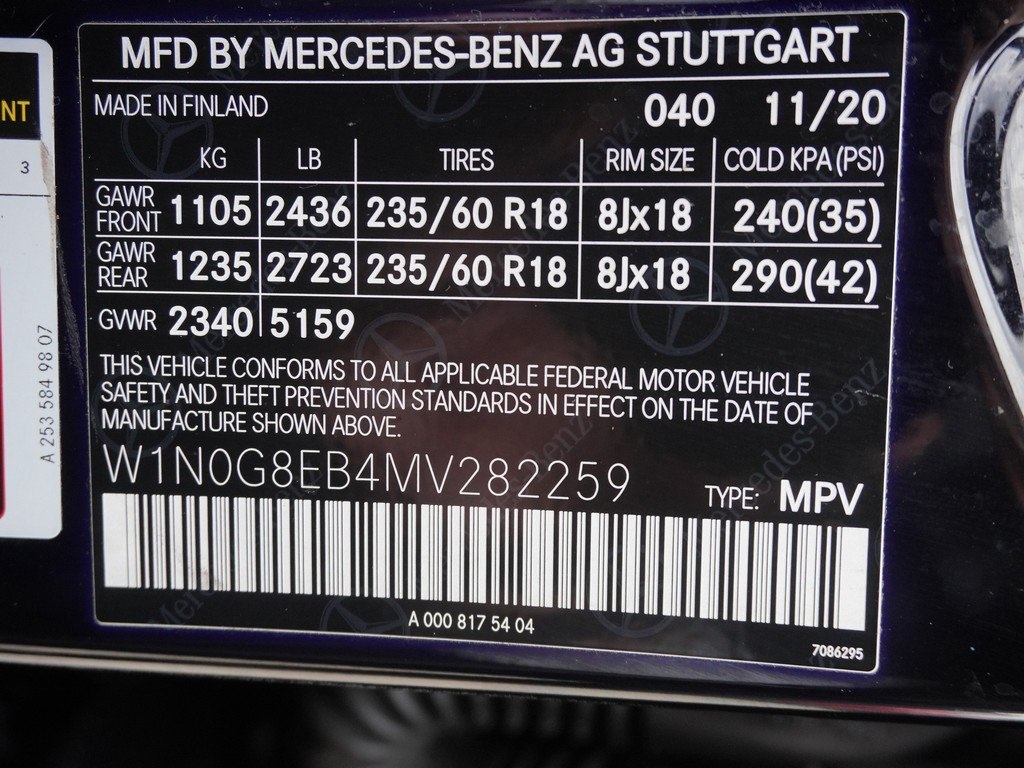 MFD BY MERCEDES-BENZ AG STUTTGART
MADE IN FINLAND 040 11/20
KG LB TIRES RIM SIZE COLD KPA (PSI)
GAWR FRONT 1105 2436 235/60 R18 8Jx18 240(35)
GAWR REAR 1235 2723 235/60 R18 8Jx18 290(42)
GVWR 2340 5159
THIS VEHICLE CONFORMS TO ALL APPLICABLE FEDERAL MOTOR VEHICLE
SAFETY AND THEFT PREVENTION STANDARDS IN EFFECT ON THE DATE OF
MANUFACTURE SHOWN ABOVE.
W1N0G8EB4MV282259 TYPE: MPV
A 000 817 54 04
7086295
NT
3
A 253 584 98 07